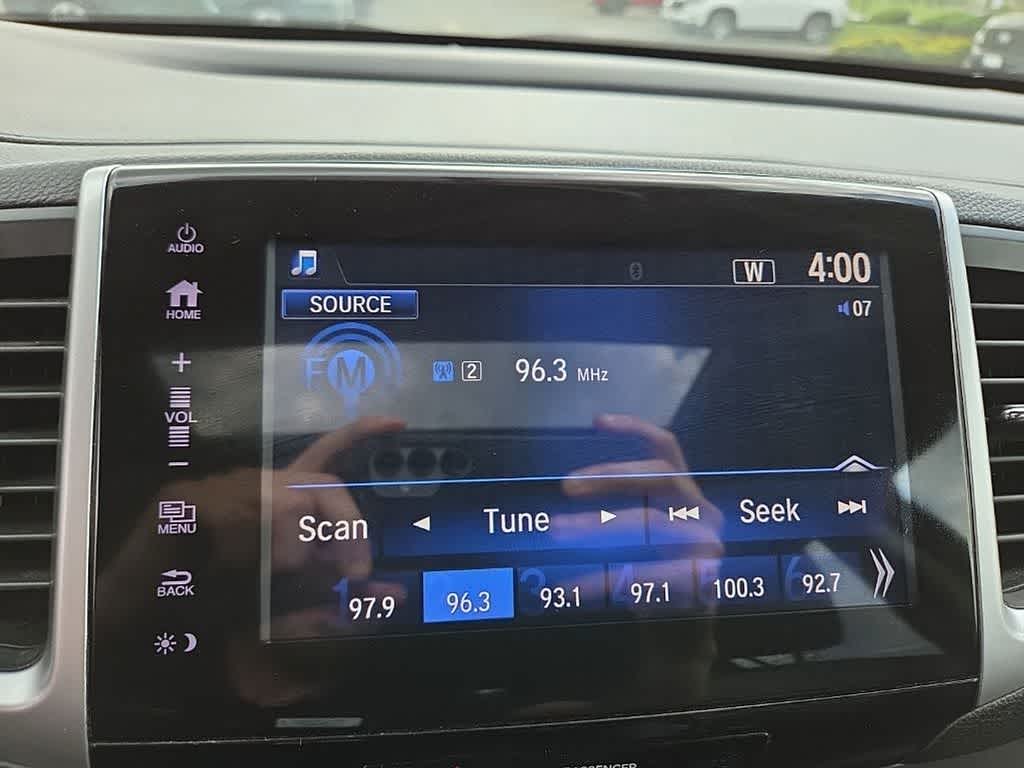 AUDIO
HOME
+
VOL
−
MENU
BACK
W 4:00
SOURCE 07
FM 2 96.3 MHz
Scan Tune Seek
1 97.9 96.3 3 93.1 4 97.1 5 100.3 6 92.7
PASSENGER